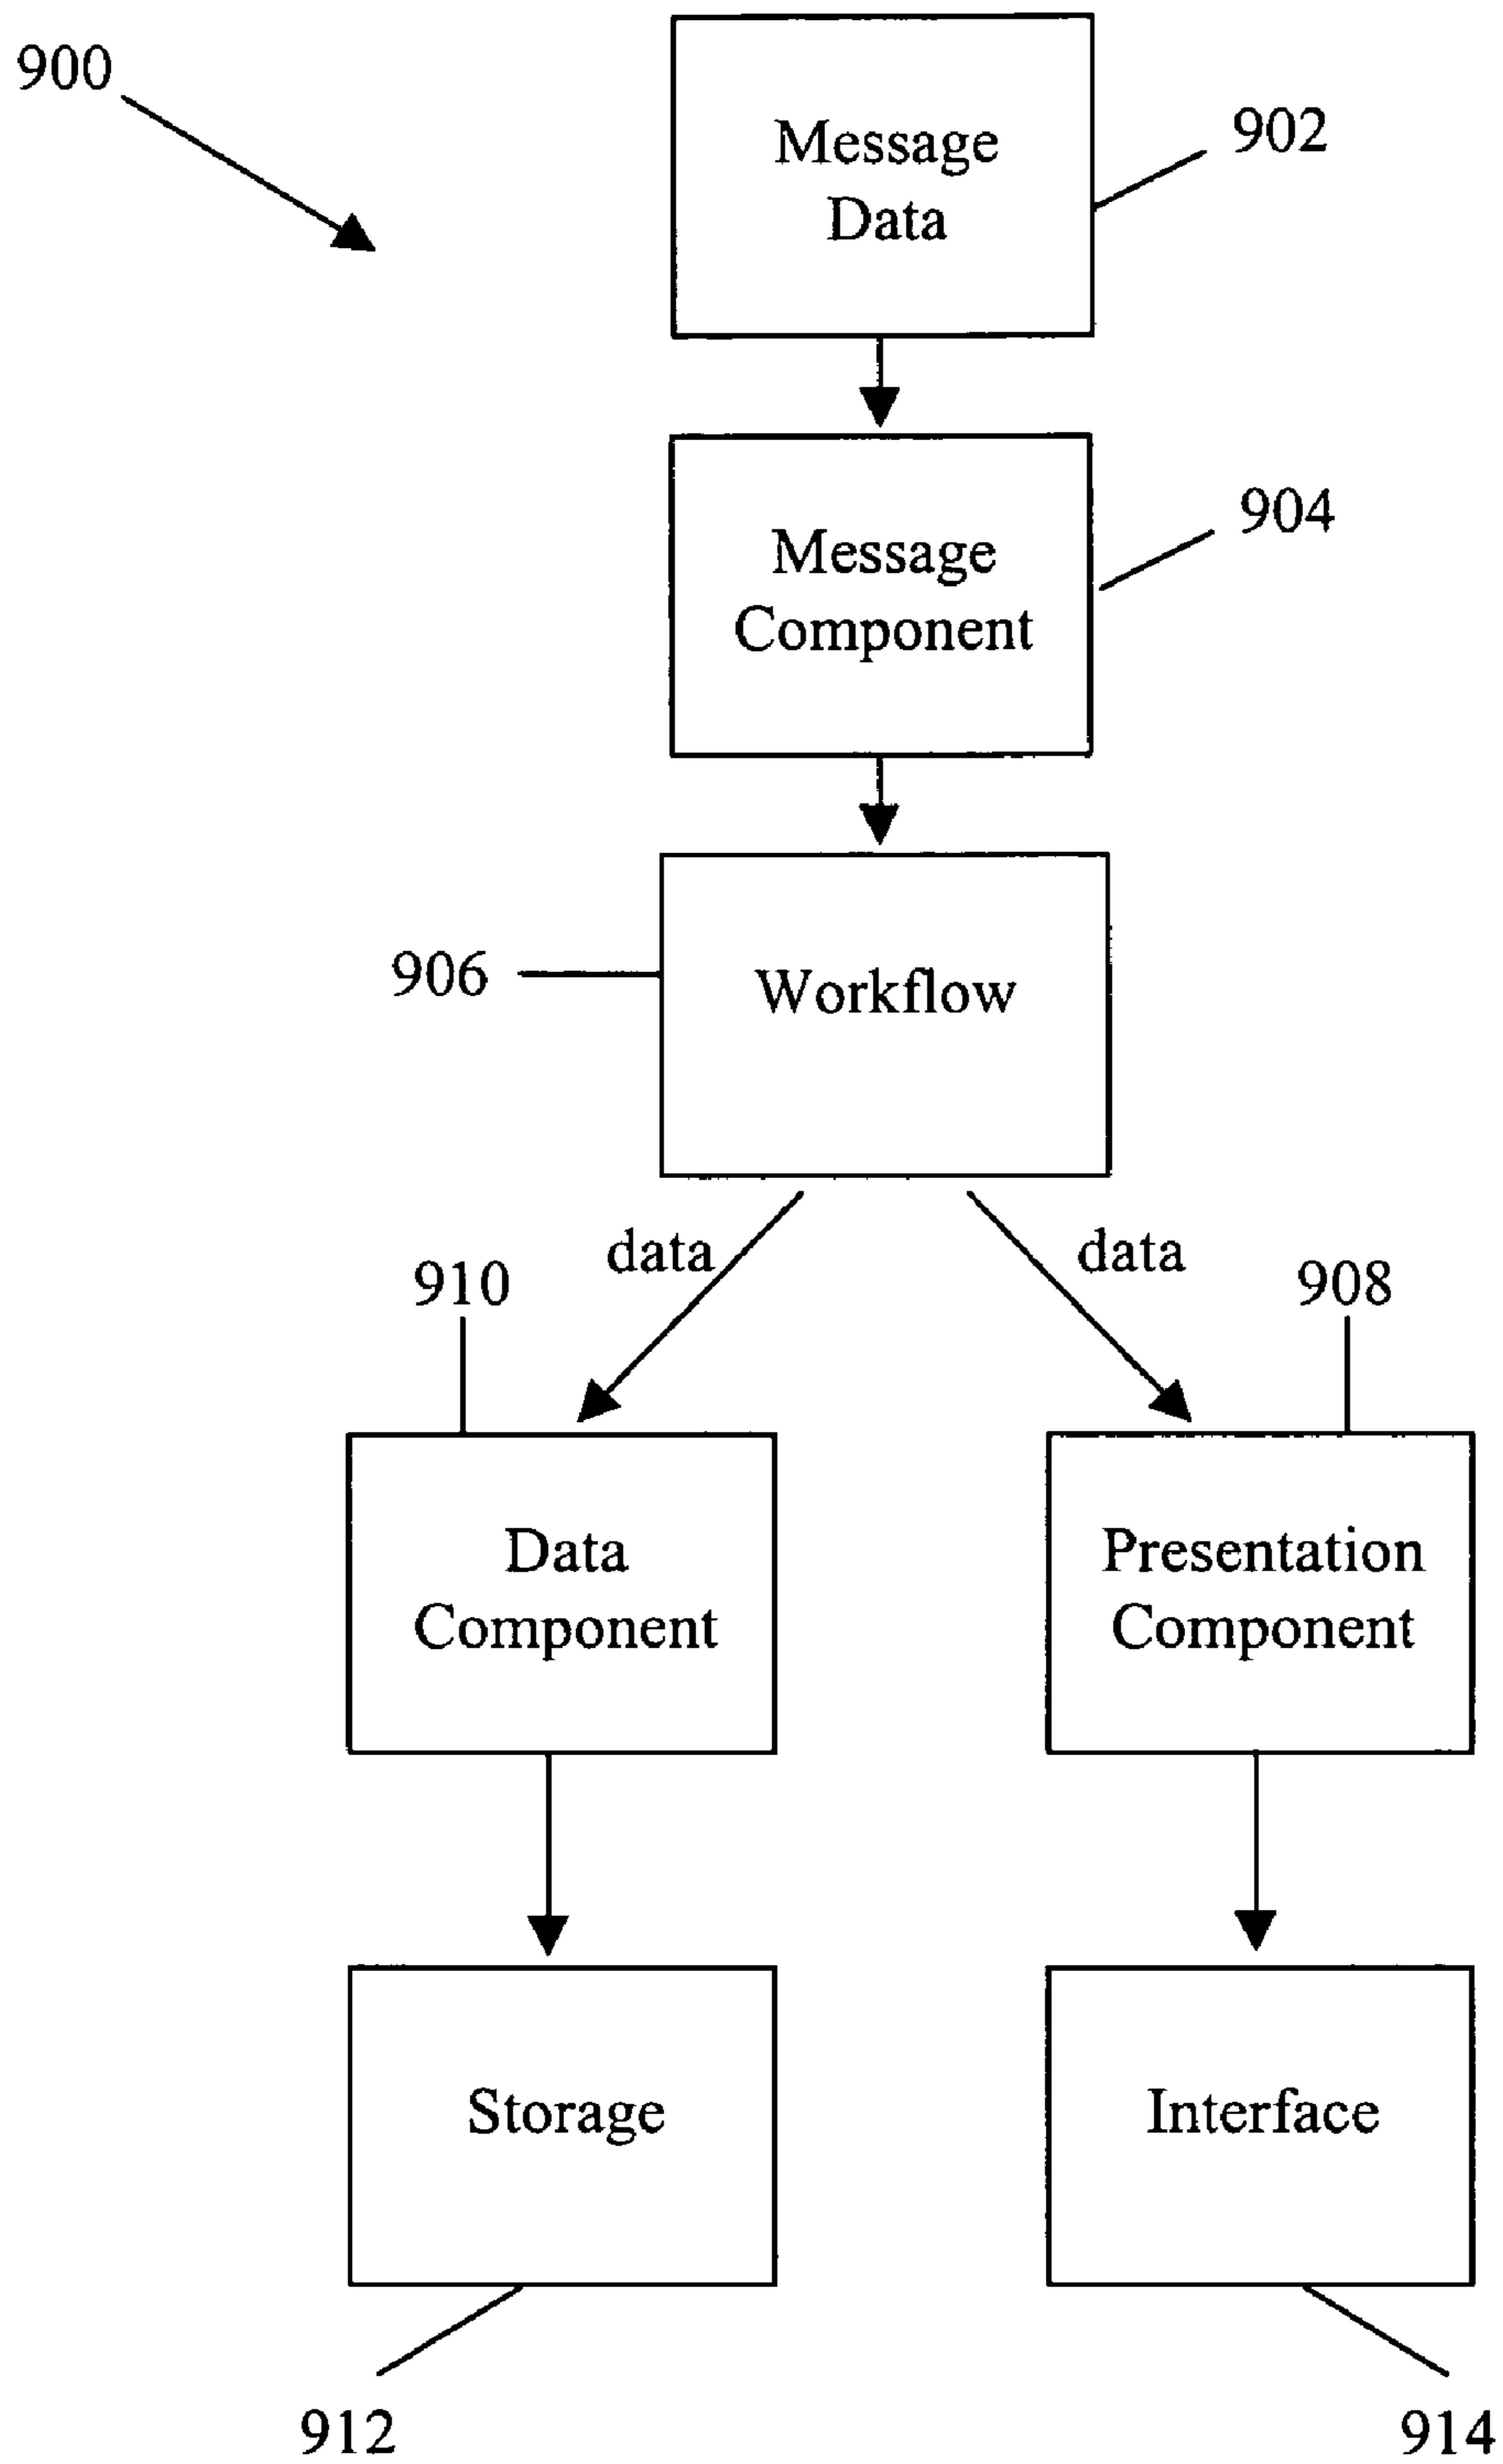 900
Message
Data
902
Message
Component
904
906
Workflow
data
data
910
908
Data
Component
Presentation
Component
Storage
Interface
912
914